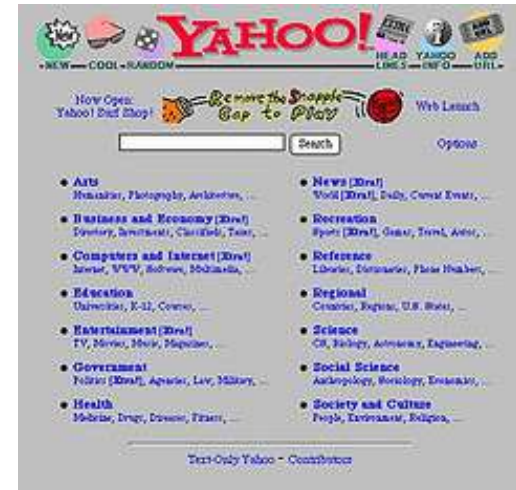 New
YAHOO!
EXTRA
ADD URL
NEW COOL RANDOM
HEAD LINES YAHOO INFO ADD URL
Now Open:
Yahoo! Surf Shop!
Remove the Snapple
Cap to Play
Web Launch
Search
Options
Arts
Humanities, Photography, Architecture, ...
Business and Economy [Xtra!]
Directory, Investments, Classifieds, Taxes, ...
Computers and Internet [Xtra!]
Internet, WWW, Software, Multimedia, ...
Education
Universities, K-12, Courses, ...
Entertainment [Xtra!]
TV, Movies, Music, Magazines, ...
Government
Politics [Xtra!], Agencies, Law, Military, ...
Health
Medicine, Drugs, Diseases, Fitness, ...
News [Xtra!]
World [Xtra!], Daily, Current Events, ...
Recreation
Sports [Xtra!], Games, Travel, Autos, ...
Reference
Libraries, Dictionaries, Phone Numbers, ...
Regional
Countries, Regions, U.S. States, ...
Science
CS, Biology, Astronomy, Engineering, ...
Social Science
Anthropology, Sociology, Economics, ...
Society and Culture
People, Environment, Religion, ...
Text-Only Yahoo - Contributors